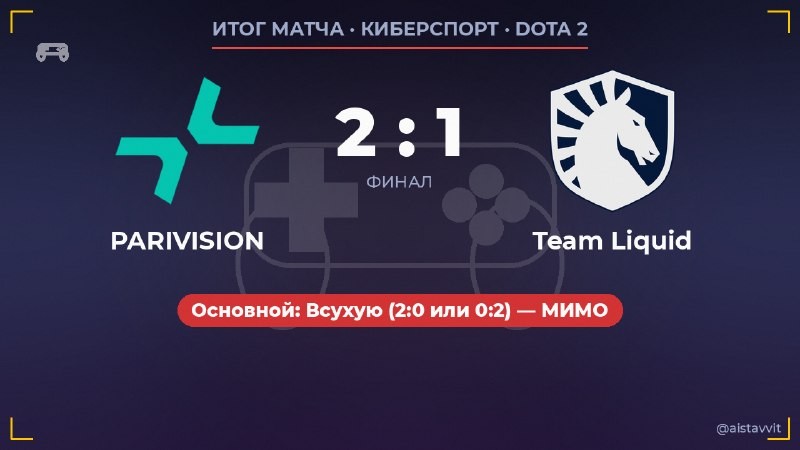 ИТОГ МАТЧА · КИБЕРСПОРТ · DOTA 2
2 : 1
ФИНАЛ
PARIVISION
Team Liquid
Основной: Всухую (2:0 или 0:2) — МИМО
@aistavvit